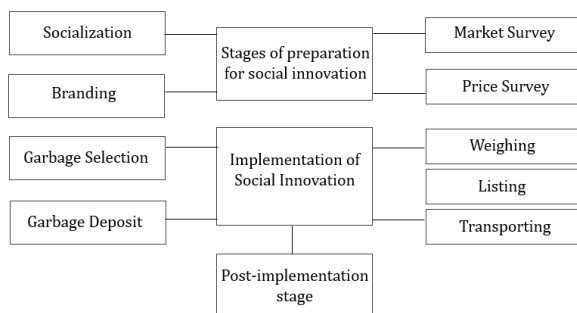 Socialization
Stages of preparation
for social innovation
Market Survey
Branding
Price Survey
Garbage Selection
Implementation of
Social Innovation
Weighing
Listing
Garbage Deposit
Transporting
Post-implementation
stage